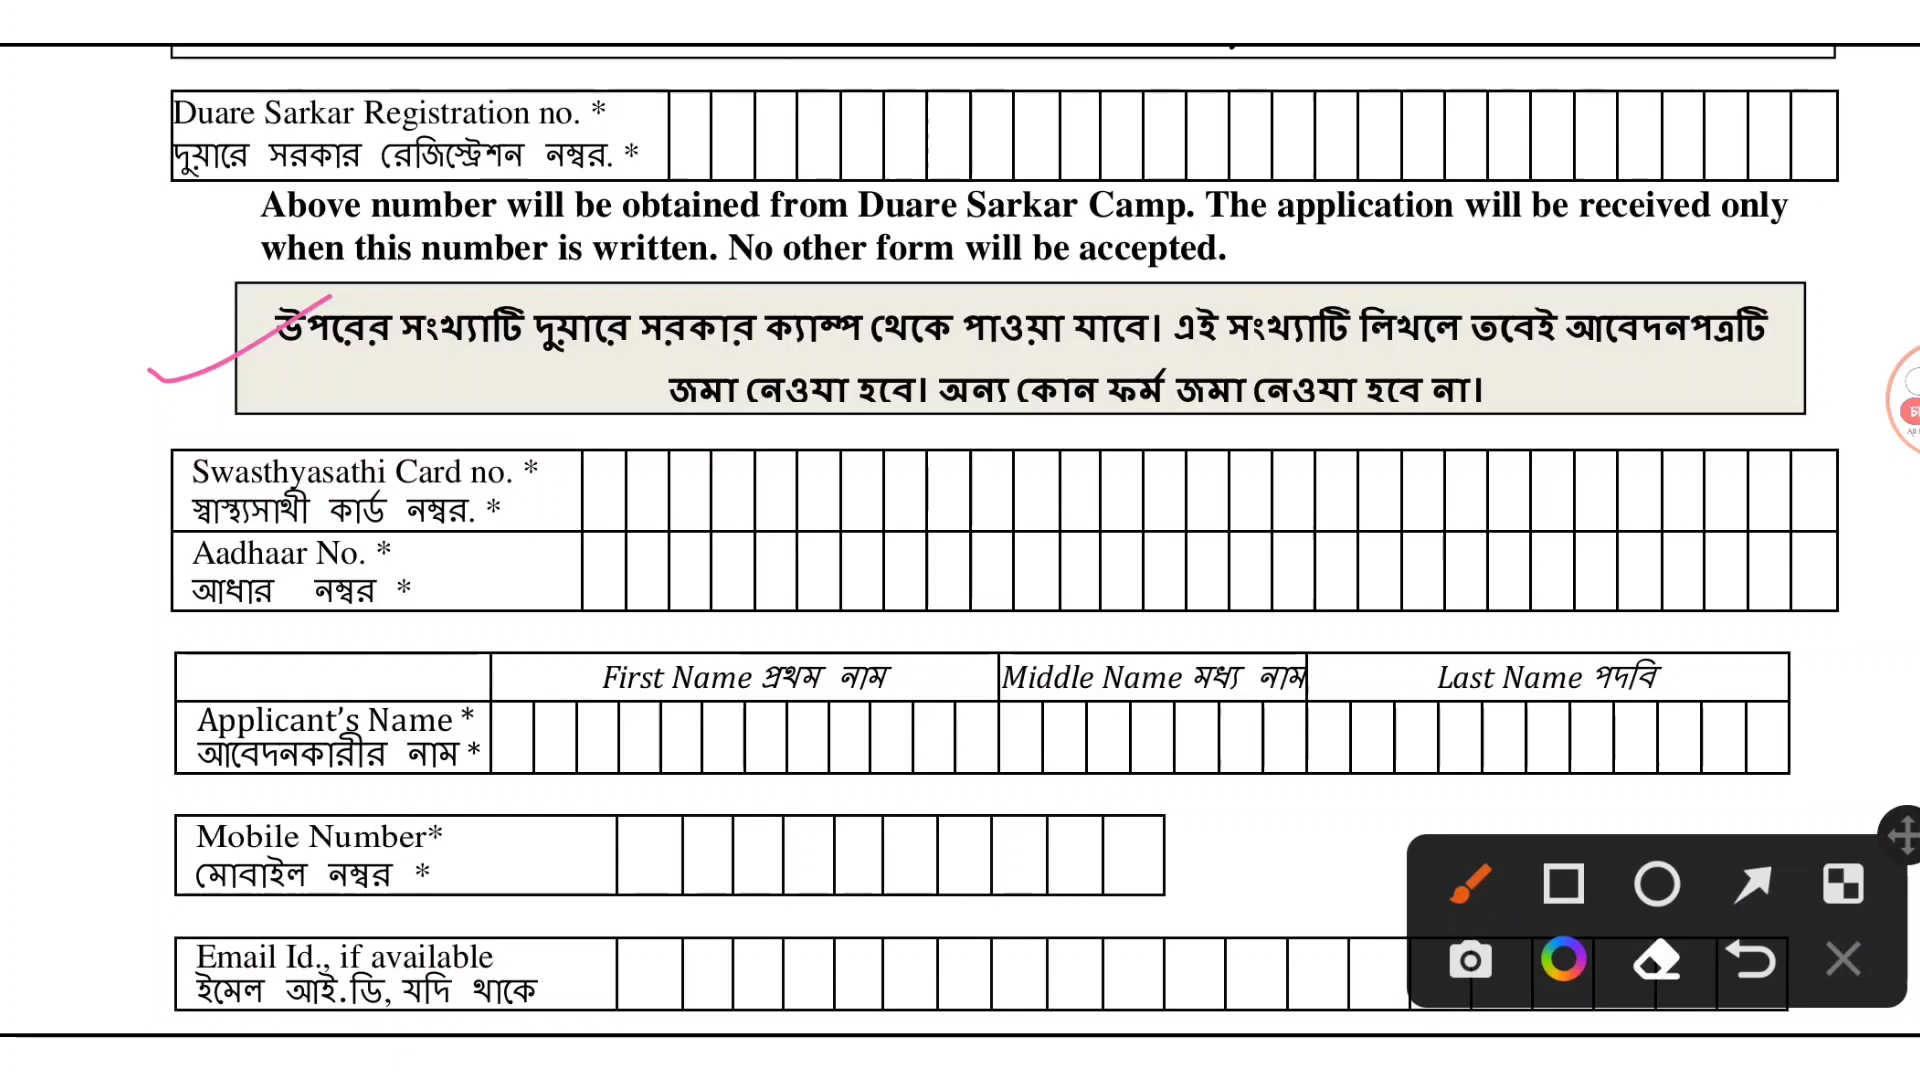 Duare Sarkar Registration no. *
দুয়ারে সরকার রেজিস্ট্রেশন নম্বর. *
Above number will be obtained from Duare Sarkar Camp. The application will be received only
when this number is written. No other form will be accepted.
উপরের সংখ্যাটি দুয়ারে সরকার ক্যাম্প থেকে পাওয়া যাবে। এই সংখ্যাটি লিখলে তবেই আবেদনপত্রটি
জমা নেওয়া হবে। অন্য কোন ফর্ম জমা নেওয়া হবে না।
Swasthyasathi Card no. *
স্বাস্থ্যসাথী কার্ড নম্বর. *
Aadhaar No. *
আধার নম্বর *
First Name প্রথম নাম Middle Name মধ্য নাম Last Name পদবি
Applicant’s Name *
আবেদনকারীর নাম *
Mobile Number*
মোবাইল নম্বর *
Email Id., if available
ইমেল আই.ডি, যদি থাকে